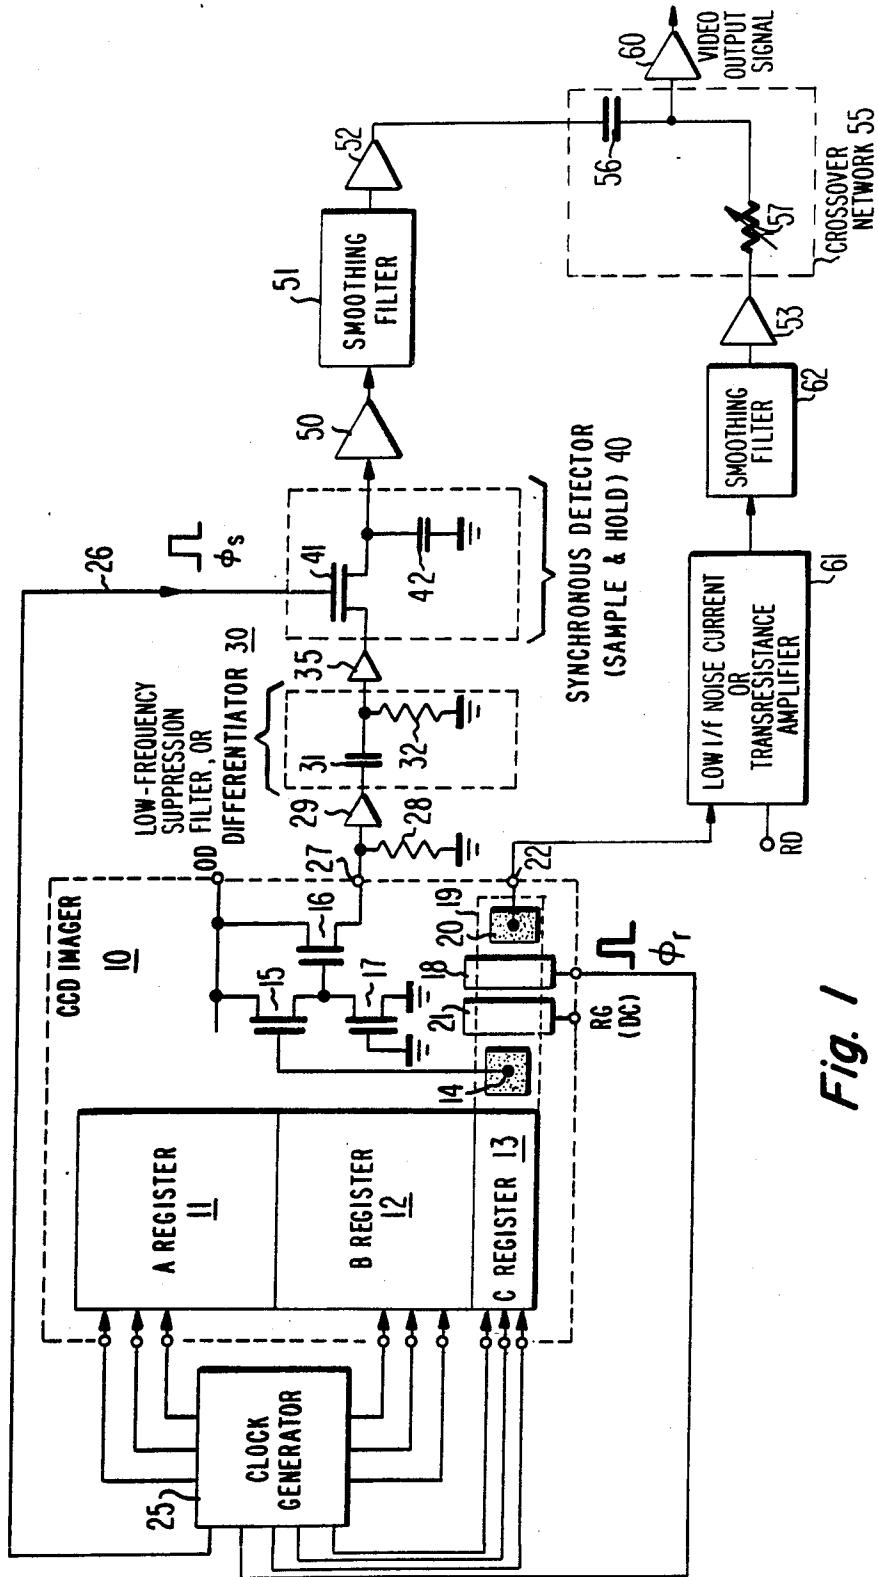 26
φs
CCD IMAGER
10
OD
LOW-FREQUENCY
SUPPRESSION
FILTER, OR
DIFFERENTIATOR 30
A REGISTER
11
B REGISTER
12
C REGISTER 13
CLOCK
GENERATOR
25
15
16
17
14
21
18
19
20
22
27
28
29
31
32
35
41
42
SYNCHRONOUS DETECTOR
(SAMPLE & HOLD) 40
50
51
SMOOTHING
FILTER
52
RG
(DC)
φr
RD
LOW 1/f NOISE CURRENT
OR
TRANSRESISTANCE
AMPLIFIER
61
SMOOTHING
FILTER
62
53
56
57
CROSSOVER
NETWORK 55
60
VIDEO
OUTPUT
SIGNAL
Fig. 1